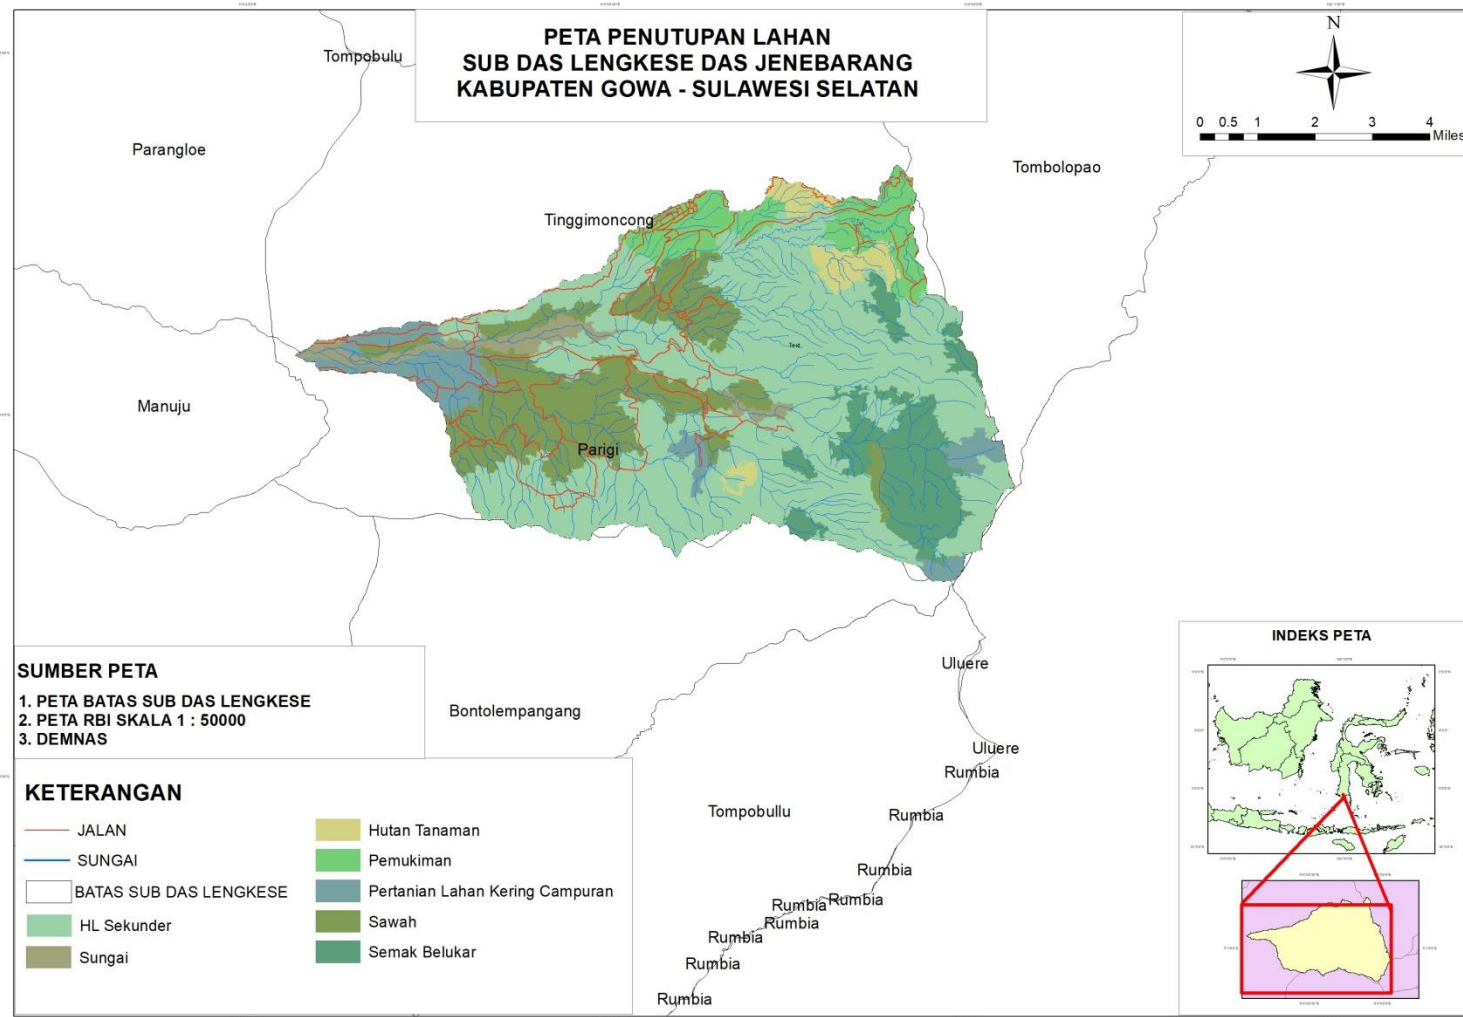 PETA PENUTUPAN LAHAN
SUB DAS LENGKESE DAS JENEBARANG
KABUPATEN GOWA - SULAWESI SELATAN
N
0 0.5 1 2 3 4
Miles
Tompobulu
Parangloe
Tombolopao
Tinggimoncong
Text
Manuju
Parigi
Uluere
Bontolempangang
Uluere
Rumbia
Tompobullu
Rumbia
Rumbia
Rumbia
Rumbia
Rumbia
Rumbia
Rumbia
Rumbia
SUMBER PETA
1. PETA BATAS SUB DAS LENGKESE
2. PETA RBI SKALA 1 : 50000
3. DEMNAS
KETERANGAN
JALAN
SUNGAI
BATAS SUB DAS LENGKESE
HL Sekunder
Sungai
Hutan Tanaman
Pemukiman
Pertanian Lahan Kering Campuran
Sawah
Semak Belukar
INDEKS PETA